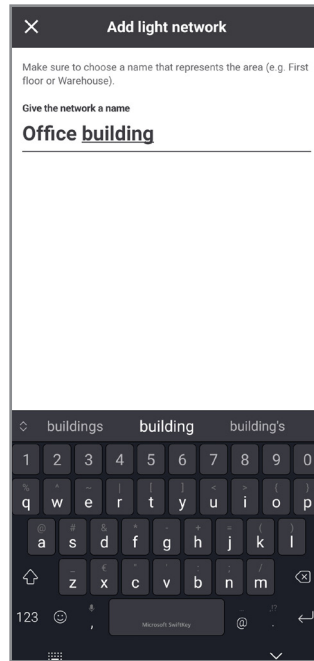 Add light network
Make sure to choose a name that represents the area (e.g. First
floor or Warehouse).
Give the network a name
Office building
buildings building building's
1 2 3 4 5 6 7 8 9 0
q w e r t y u i o p
@ # & * - + = ( )
a s d f g h j k l
z x c v b n m
123 , Microsoft SwiftKey @ . ,!?